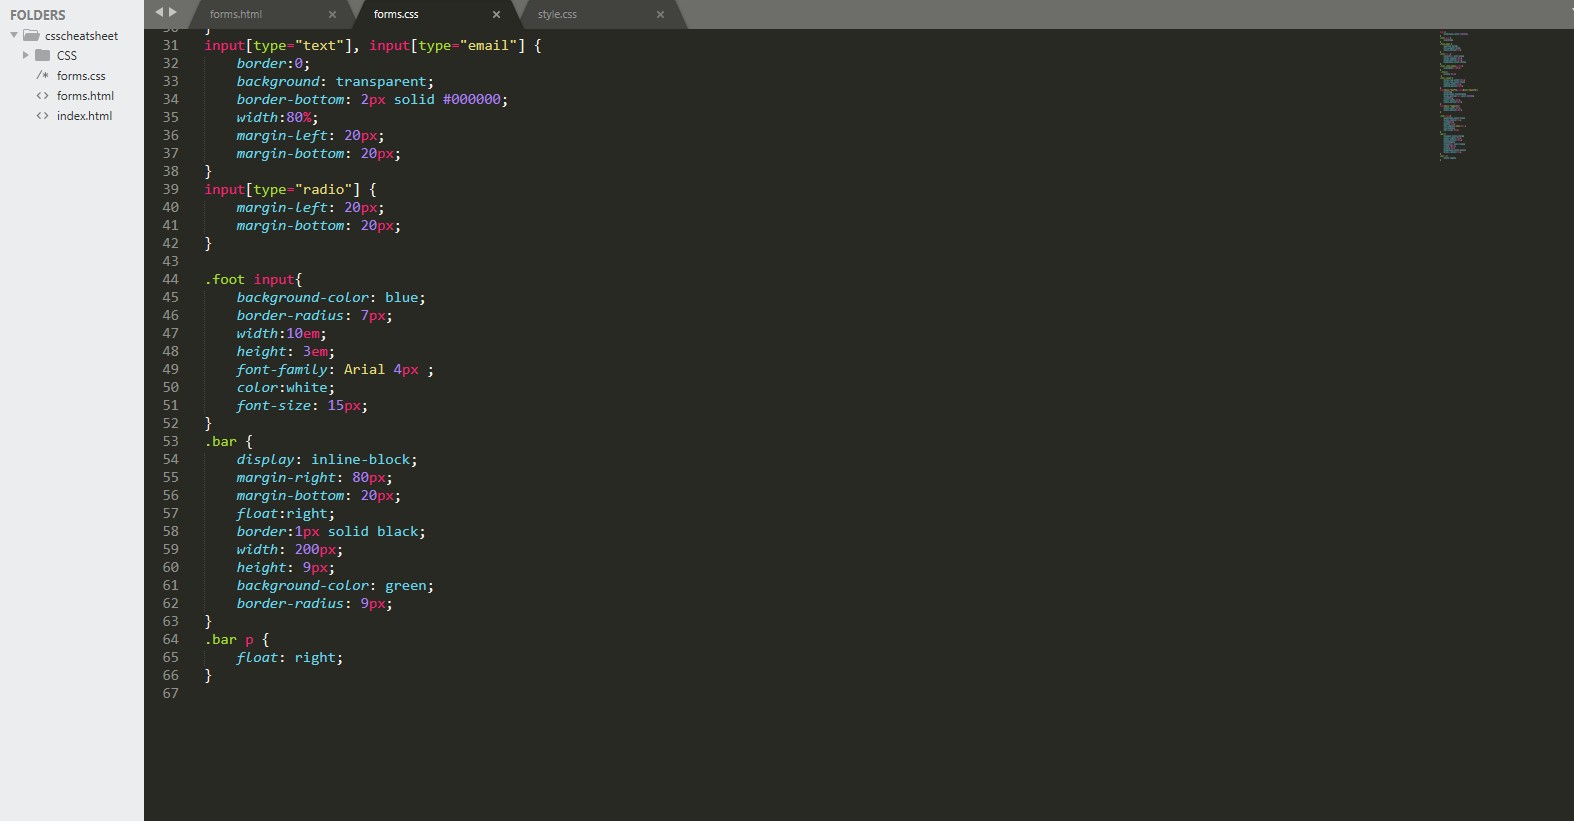 FOLDERS
csscheatsheet
CSS
/* forms.css
<> forms.html
<> index.html
forms.html ×
forms.css ×
style.css ×
30 }
31 input[type="text"], input[type="email"] {
32     border:0;
33     background: transparent;
34     border-bottom: 2px solid #000000;
35     width:80%;
36     margin-left: 20px;
37     margin-bottom: 20px;
38 }
39 input[type="radio"] {
40     margin-left: 20px;
41     margin-bottom: 20px;
42 }
43
44 .foot input{
45     background-color: blue;
46     border-radius: 7px;
47     width:10em;
48     height: 3em;
49     font-family: Arial 4px ;
50     color:white;
51     font-size: 15px;
52 }
53 .bar {
54     display: inline-block;
55     margin-right: 80px;
56     margin-bottom: 20px;
57     float:right;
58     border:1px solid black;
59     width: 200px;
60     height: 9px;
61     background-color: green;
62     border-radius: 9px;
63 }
64 .bar p {
65     float: right;
66 }
67